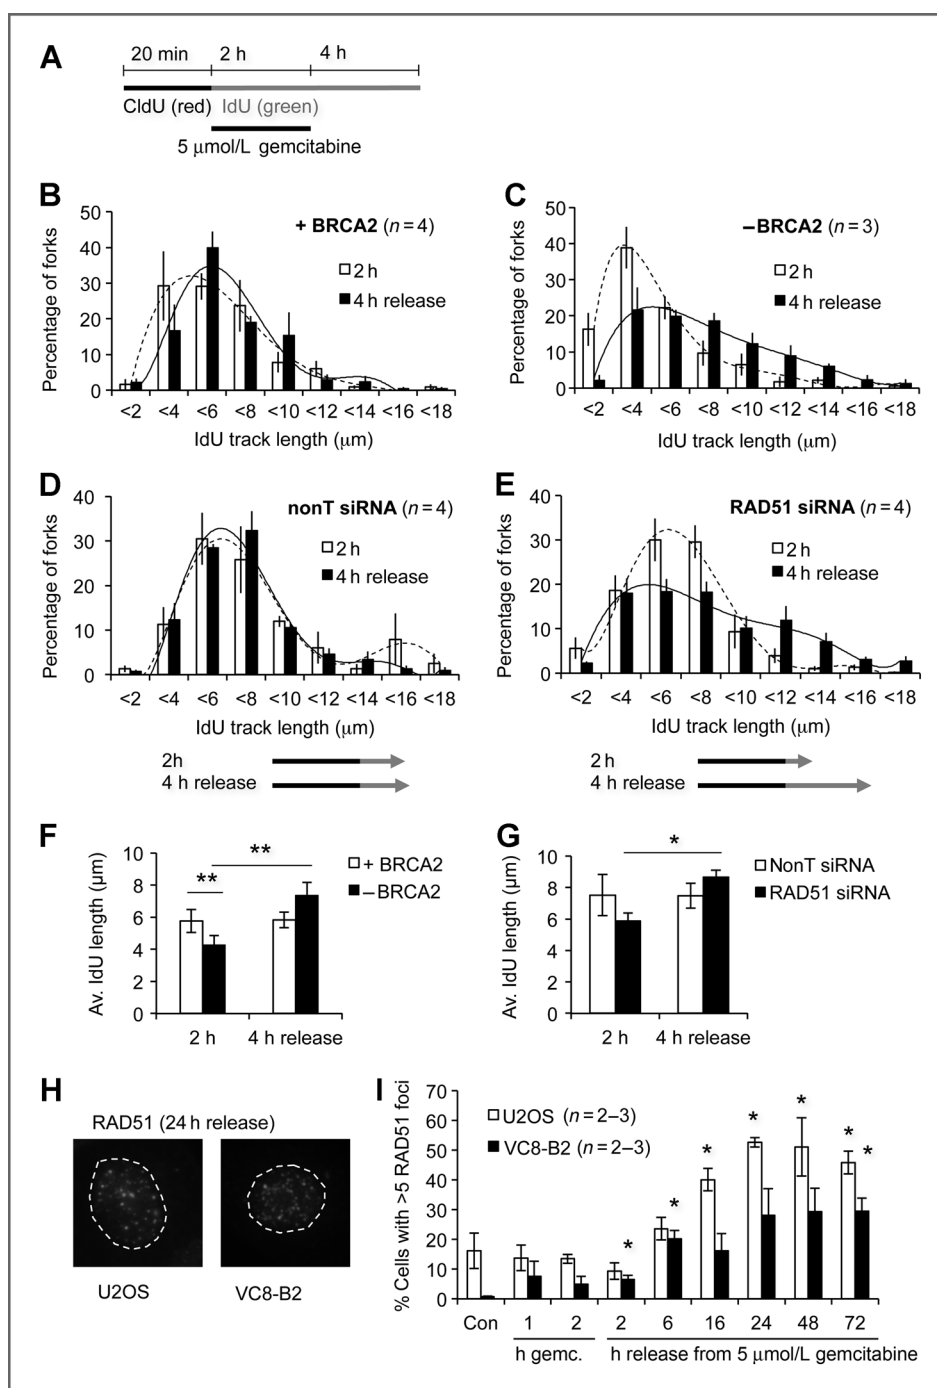 A
20 min 2 h 4 h
CldU (red) IdU (green)
5 μmol/L gemcitabine
B
+ BRCA2 (n = 4)
2 h
4 h release
Percentage of forks
50
40
30
20
10
0
<2 <4 <6 <8 <10 <12 <14 <16 <18
IdU track length (μm)
C
–BRCA2 (n = 3)
2 h
4 h release
Percentage of forks
50
40
30
20
10
0
<2 <4 <6 <8 <10 <12 <14 <16 <18
IdU track length (μm)
D
nonT siRNA (n = 4)
2 h
4 h release
Percentage of forks
40
30
20
10
0
<2 <4 <6 <8 <10 <12 <14 <16 <18
IdU track length (μm)
2h
4 h release
E
RAD51 siRNA (n = 4)
2 h
4 h release
Percentage of forks
40
30
20
10
0
<2 <4 <6 <8 <10 <12 <14 <16 <18
IdU track length (μm)
2 h
4 h release
F
Av. IdU length (μm)
10
8
6
4
2
0
**
**
+ BRCA2
–BRCA2
2 h 4 h release
G
Av. IdU length (μm)
10
8
6
4
2
0
*
NonT siRNA
RAD51 siRNA
2 h 4 h release
H
RAD51 (24 h release)
U2OS VC8-B2
I
% Cells with >5 RAD51 foci
70
60
50
40
30
20
10
0
U2OS (n = 2–3)
VC8-B2 (n = 2–3)
* * * * * * *
Con 1 2 2 6 16 24 48 72
h gemc. h release from 5 μmol/L gemcitabine